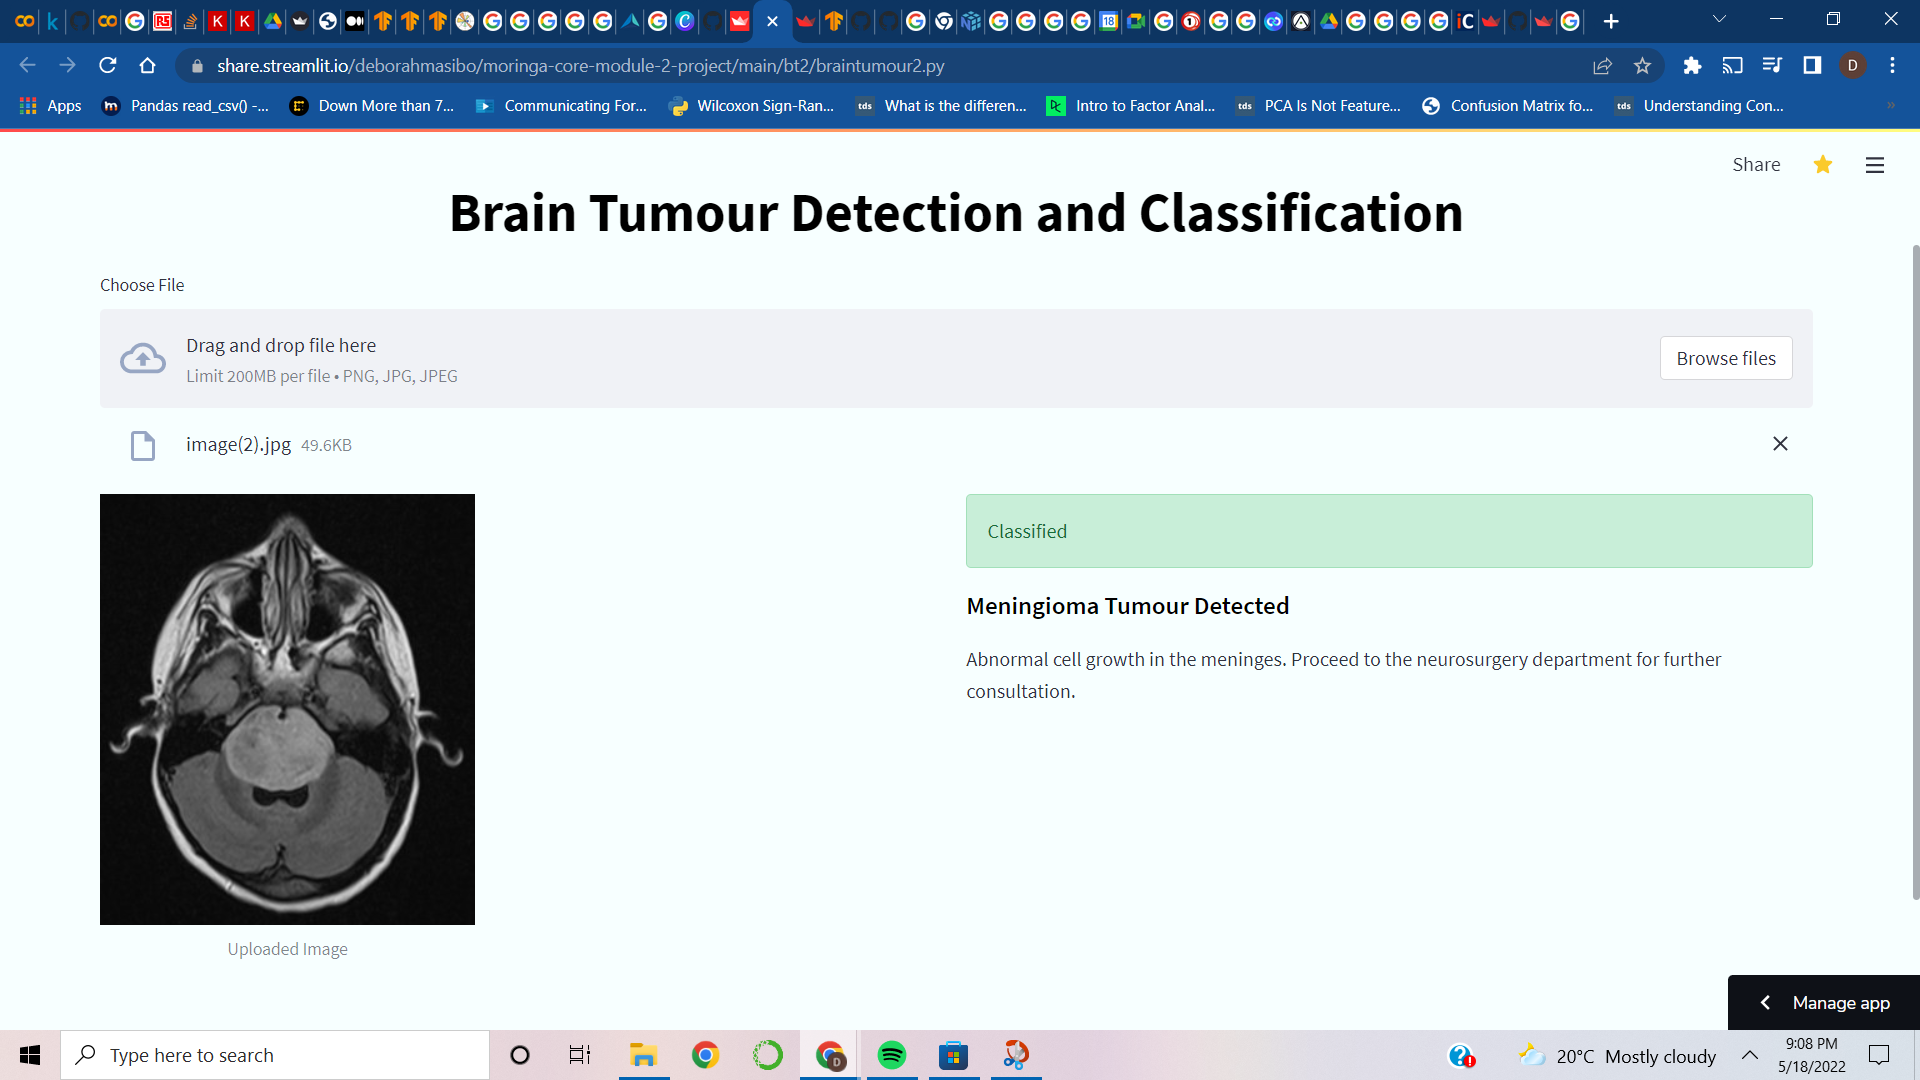 share.streamlit.io/deborahmasibo/moringa-core-module-2-project/main/bt2/braintumour2.py
D
Apps
Pandas read_csv() -...
Down More than 7...
Communicating For...
Wilcoxon Sign-Ran...
tds What is the differen...
Intro to Factor Anal...
tds PCA Is Not Feature...
Confusion Matrix fo...
tds Understanding Con...
Share
Brain Tumour Detection and Classification
Choose File
Drag and drop file here
Limit 200MB per file • PNG, JPG, JPEG
Browse files
image(2).jpg 49.6KB
Classified
Meningioma Tumour Detected
Abnormal cell growth in the meninges. Proceed to the neurosurgery department for further
consultation.
Uploaded Image
Manage app
Type here to search
20°C Mostly cloudy
9:08 PM
5/18/2022